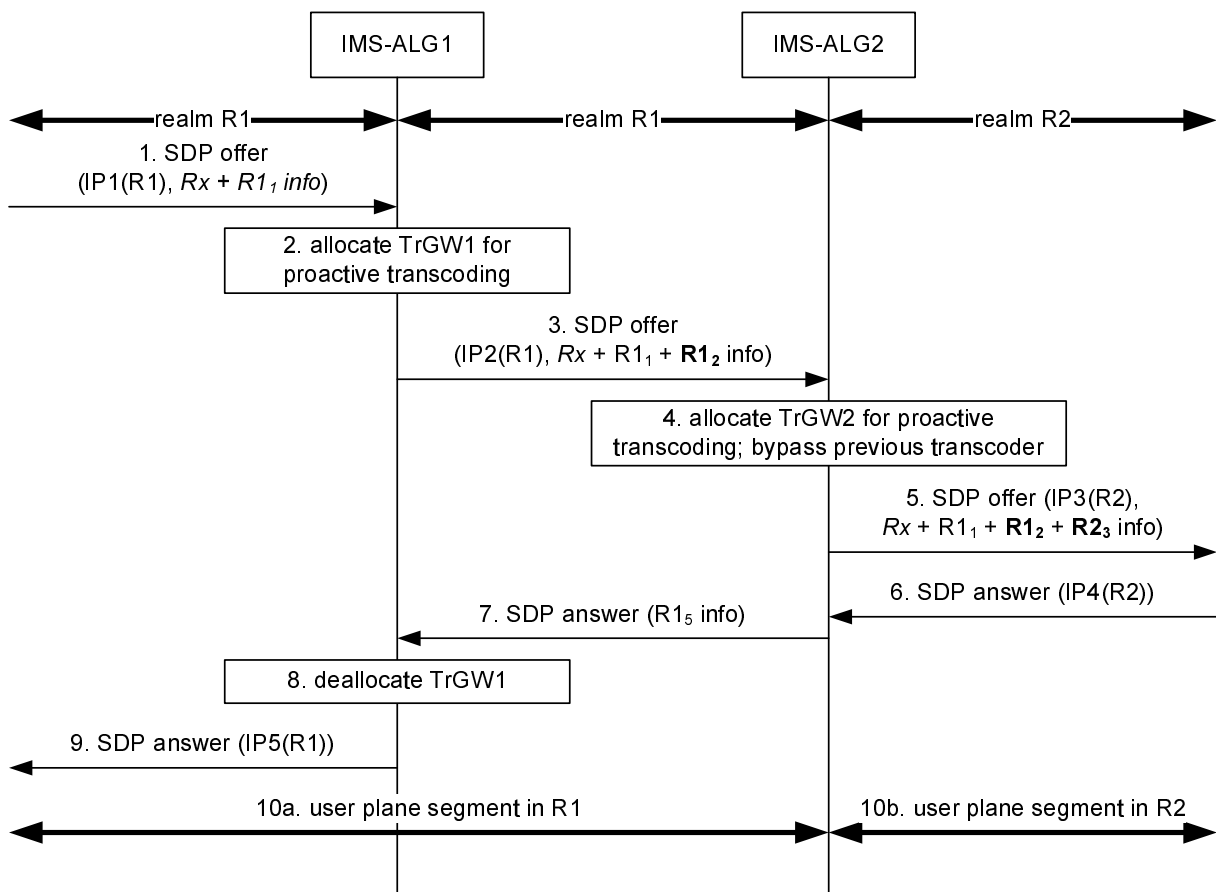 IMS-ALG1
IMS-ALG2
realm R1
realm R1
realm R2
1. SDP offer
(IP1(R1), Rx + R1₁ info)
2. allocate TrGW1 for
proactive transcoding
3. SDP offer
(IP2(R1), Rx + R1₁ + R1₂ info)
4. allocate TrGW2 for proactive
transcoding; bypass previous transcoder
5. SDP offer (IP3(R2),
Rx + R1₁ + R1₂ + R2₃ info)
6. SDP answer (IP4(R2))
7. SDP answer (R1₅ info)
8. deallocate TrGW1
9. SDP answer (IP5(R1))
10a. user plane segment in R1
10b. user plane segment in R2